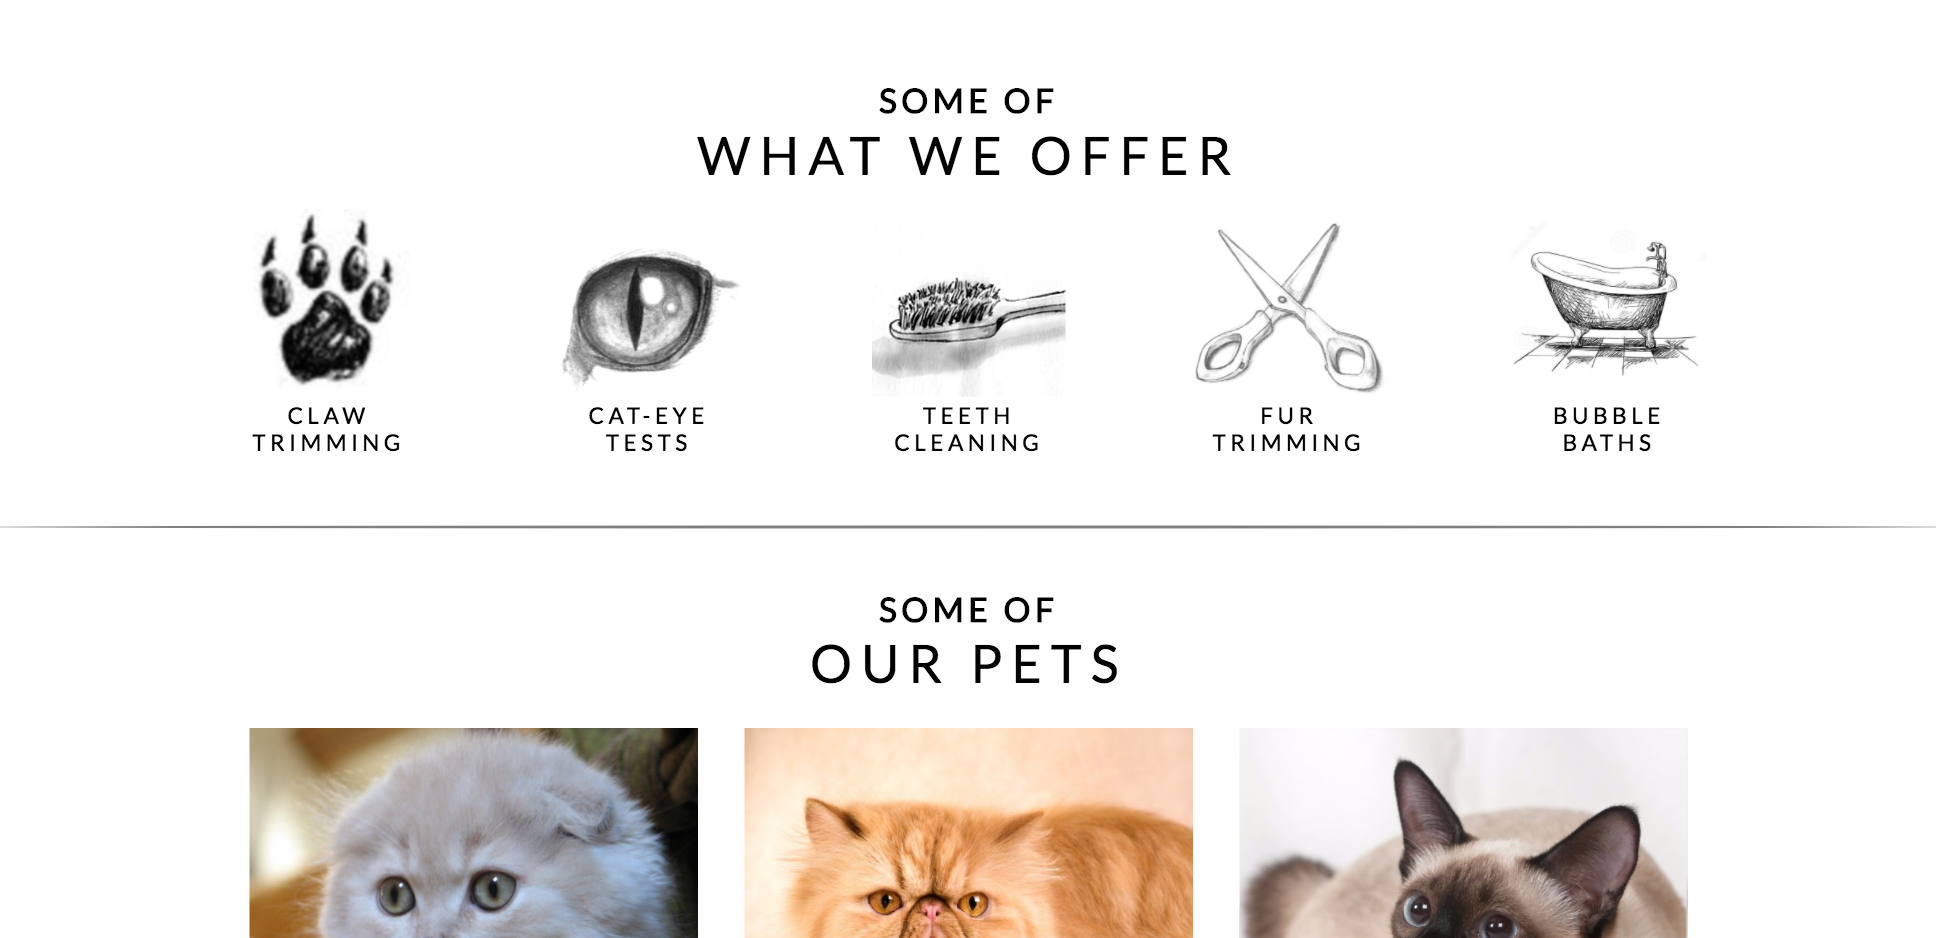 SOME OF
WHAT WE OFFER
CLAW
TRIMMING
CAT-EYE
TESTS
TEETH
CLEANING
FUR
TRIMMING
BUBBLE
BATHS
SOME OF
OUR PETS